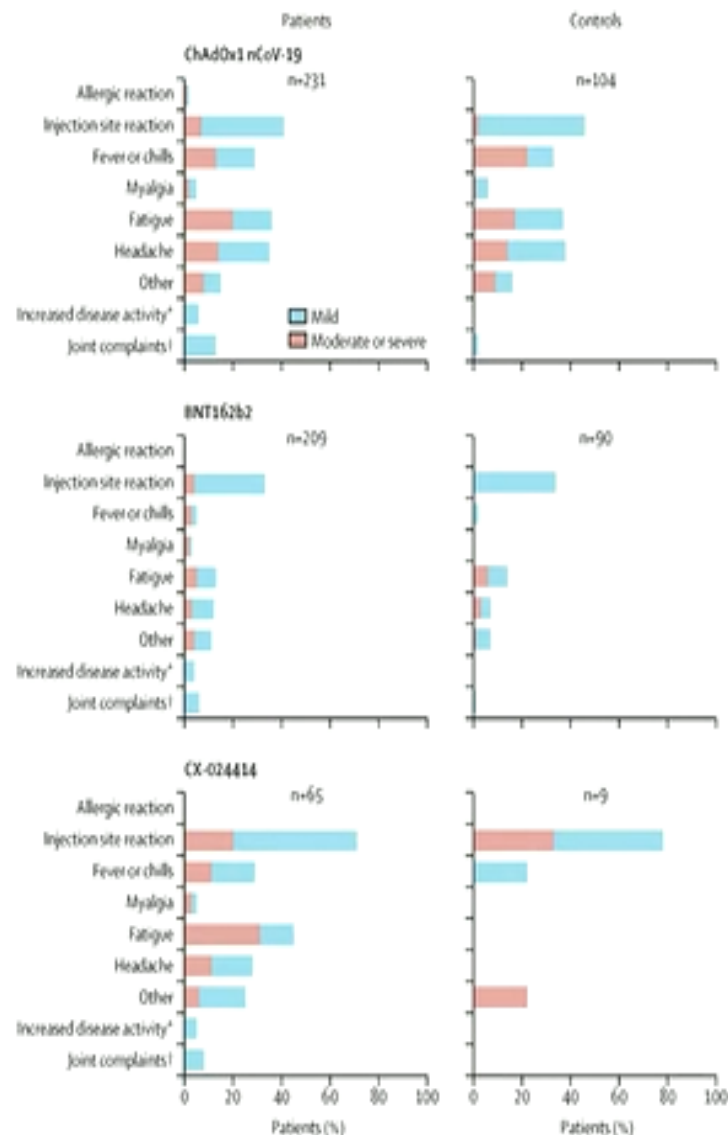 Patients Controls
ChAdOx1 nCoV-19
n=231 n=104
Allergic reaction
Injection site reaction
Fever or chills
Myalgia
Fatigue
Headache
Other
Increased disease activity*
Joint complaints†
Mild
Moderate or severe
BNT162b2
n=209 n=90
Allergic reaction
Injection site reaction
Fever or chills
Myalgia
Fatigue
Headache
Other
Increased disease activity*
Joint complaints†
CX-024414
n=65 n=9
Allergic reaction
Injection site reaction
Fever or chills
Myalgia
Fatigue
Headache
Other
Increased disease activity*
Joint complaints†
0 20 40 60 80 100 0 20 40 60 80 100
Patients (%) Patients (%)